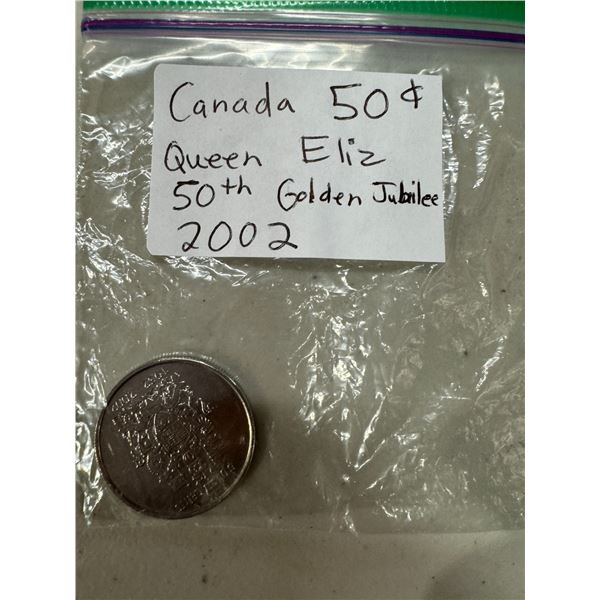 Canada 50¢
Queen Eliz
50th Golden Jubilee
2002